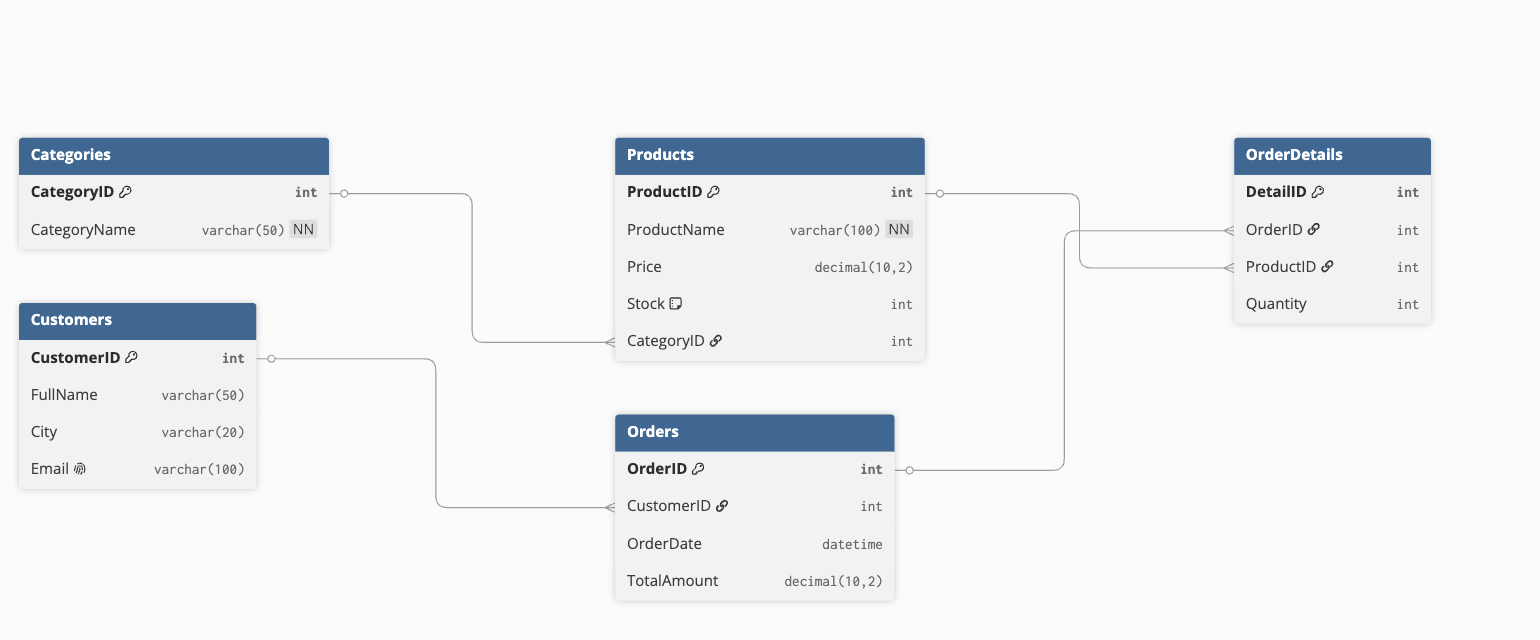 Categories
CategoryID int
CategoryName varchar(50) NN
Customers
CustomerID int
FullName varchar(50)
City varchar(20)
Email varchar(100)
Products
ProductID int
ProductName varchar(100) NN
Price decimal(10,2)
Stock int
CategoryID int
Orders
OrderID int
CustomerID int
OrderDate datetime
TotalAmount decimal(10,2)
OrderDetails
DetailID int
OrderID int
ProductID int
Quantity int